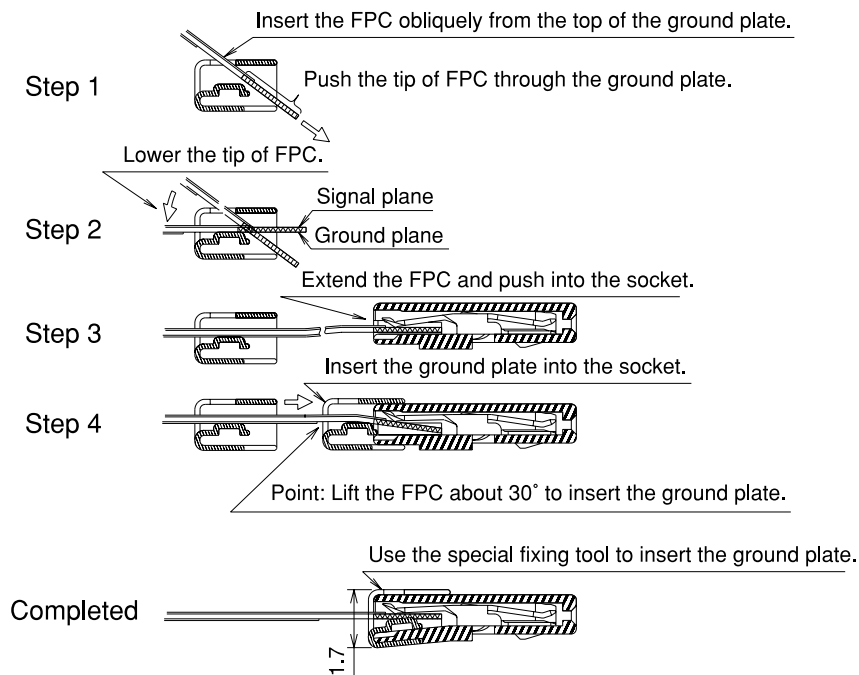 Insert the FPC obliquely from the top of the ground plate.
Step 1
Push the tip of FPC through the ground plate.
Lower the tip of FPC.
Signal plane
Step 2
Ground plane
Extend the FPC and push into the socket.
Step 3
Insert the ground plate into the socket.
Step 4
Point: Lift the FPC about 30˚ to insert the ground plate.
Use the special fixing tool to insert the ground plate.
Completed
1.7